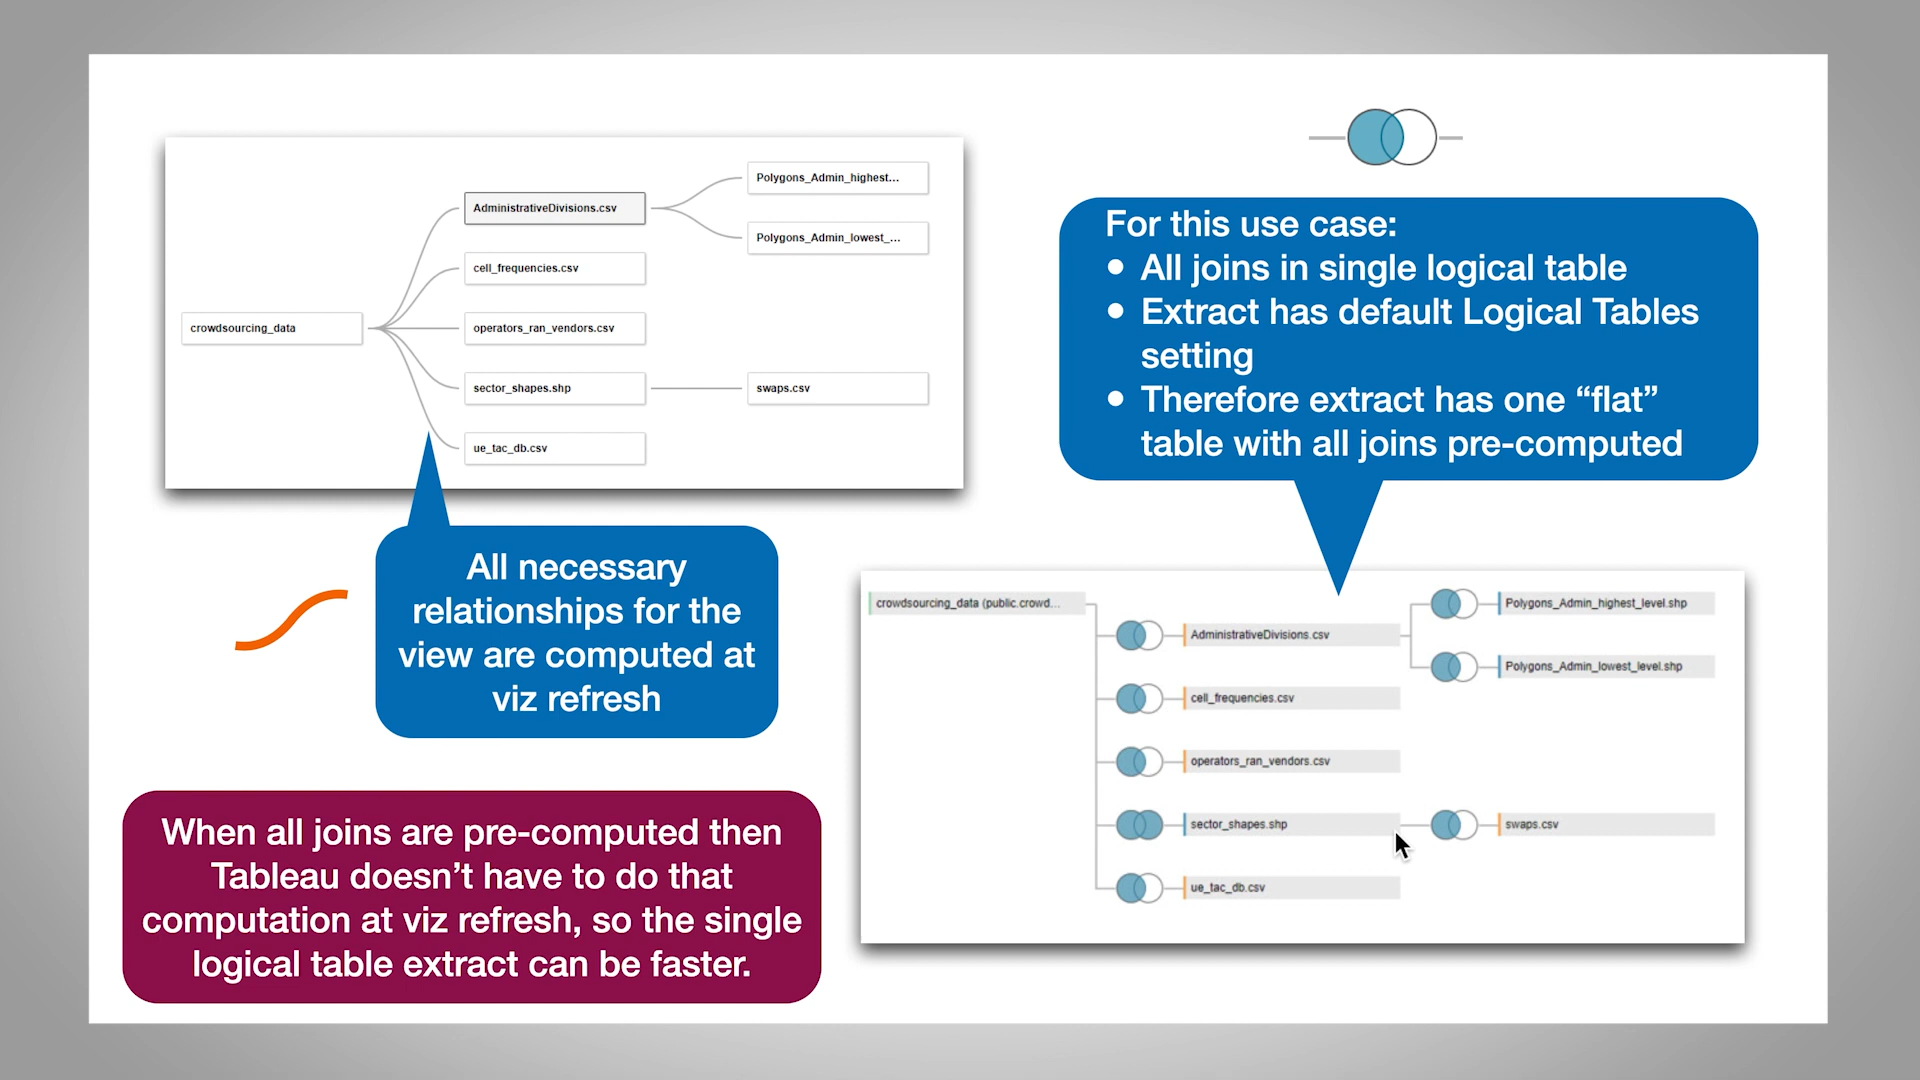 Polygons_Admin_highest...
AdministrativeDivisions.csv
Polygons_Admin_lowest_...
cell_frequencies.csv
crowdsourcing_data
operators_ran_vendors.csv
sector_shapes.shp
swaps.csv
ue_tac_db.csv
All necessary
relationships for the
view are computed at
viz refresh
When all joins are pre-computed then
Tableau doesn’t have to do that
computation at viz refresh, so the single
logical table extract can be faster.
For this use case:
• All joins in single logical table
• Extract has default Logical Tables
setting
• Therefore extract has one “flat”
table with all joins pre-computed
crowdsourcing_data (public.crowd...
Polygons_Admin_highest_level.shp
AdministrativeDivisions.csv
Polygons_Admin_lowest_level.shp
cell_frequencies.csv
operators_ran_vendors.csv
sector_shapes.shp
swaps.csv
ue_tac_db.csv